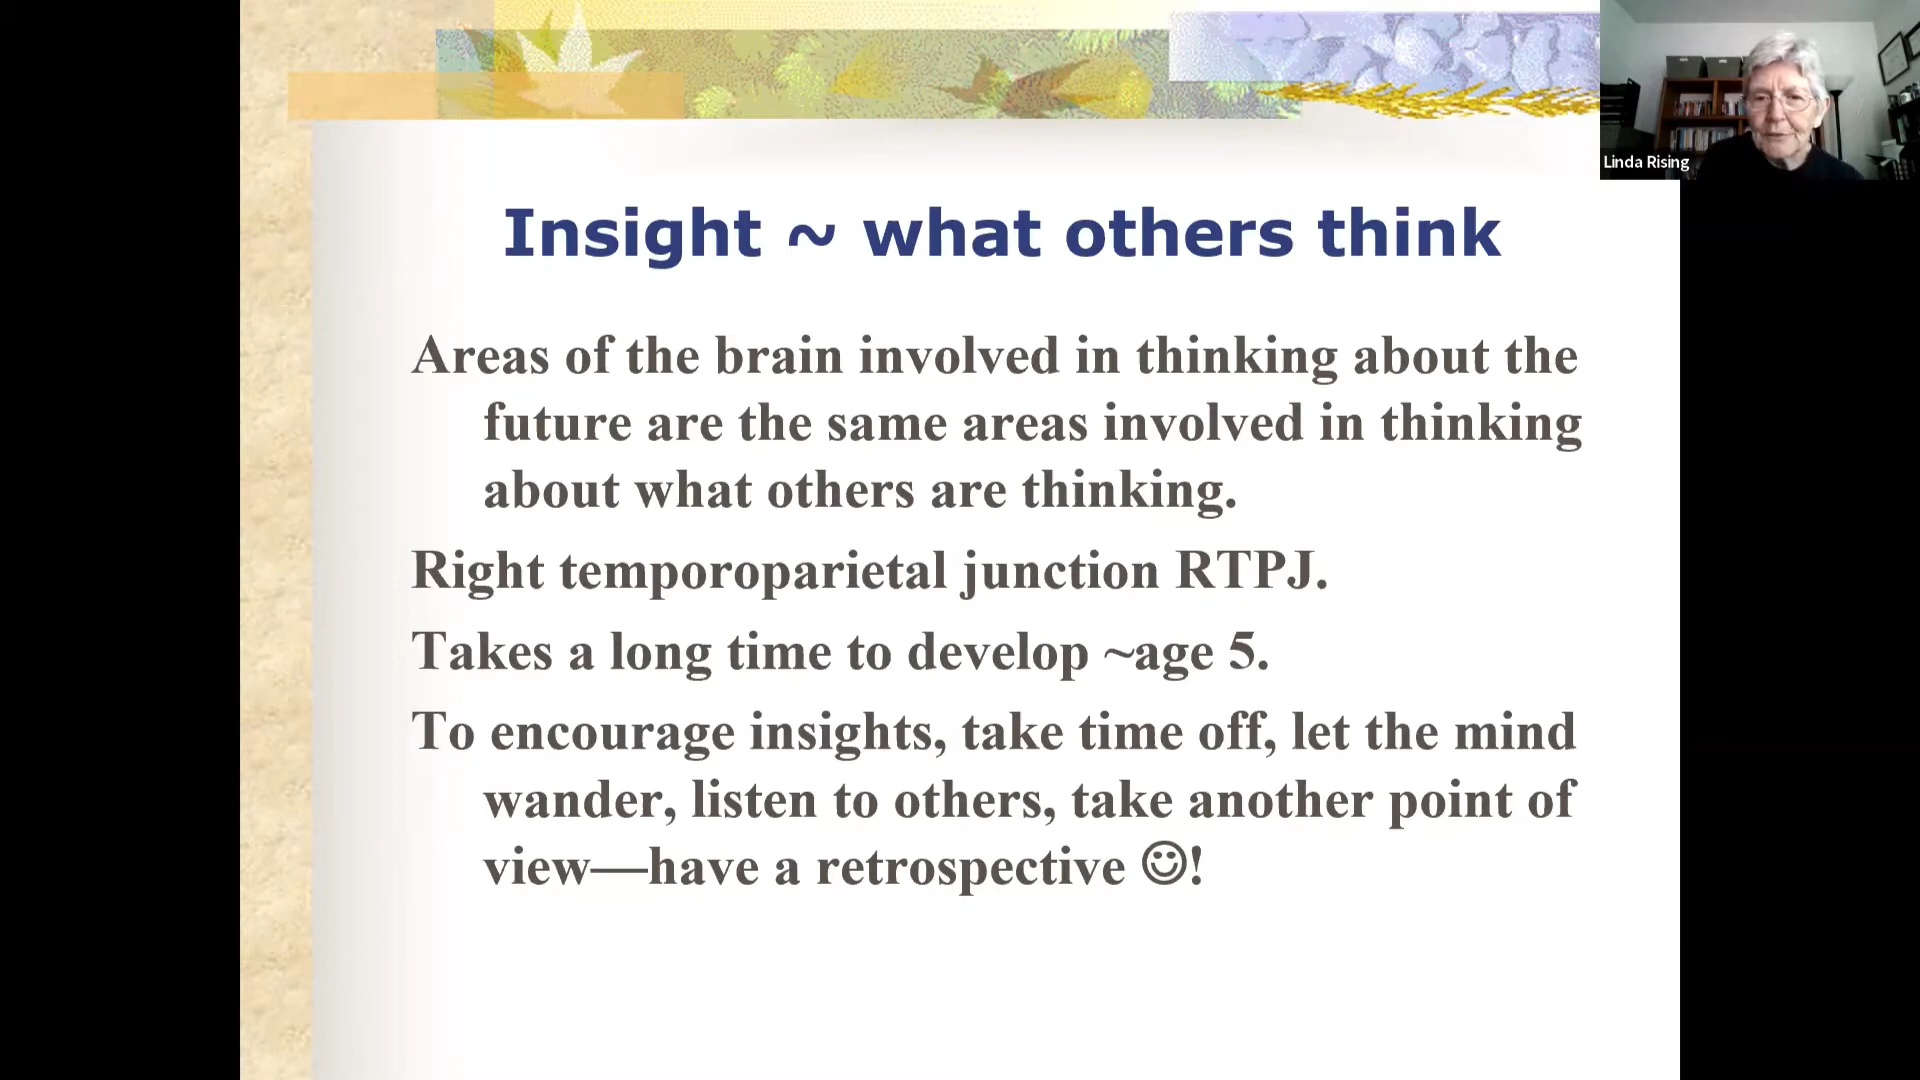 Linda Rising
Insight ~ what others think
Areas of the brain involved in thinking about the
future are the same areas involved in thinking
about what others are thinking.
Right temporoparietal junction RTPJ.
Takes a long time to develop ~age 5.
To encourage insights, take time off, let the mind
wander, listen to others, take another point of
view—have a retrospective ☺!